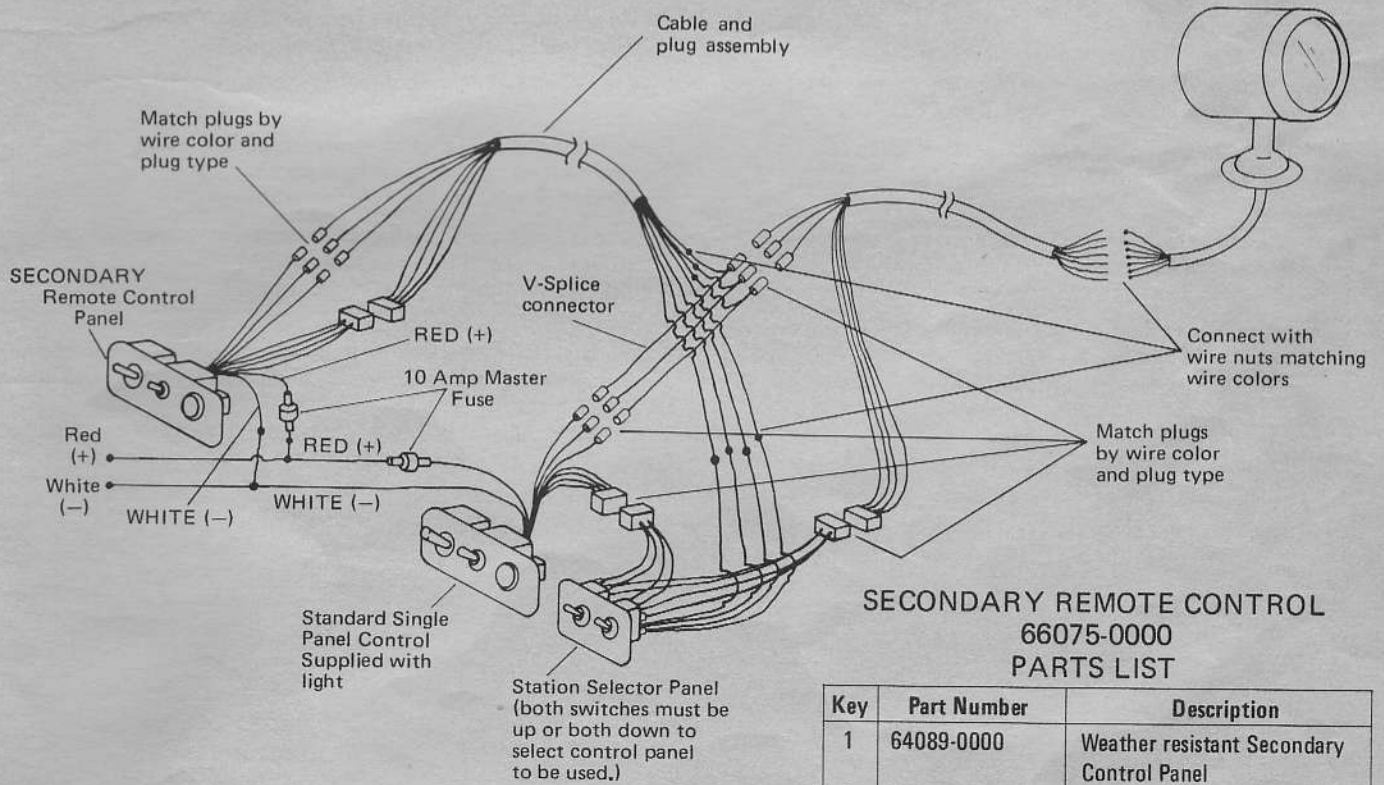 Cable and
plug assembly
Match plugs by
wire color and
plug type
SECONDARY
Remote Control
Panel
V-Splice
connector
RED (+)
10 Amp Master
Fuse
Connect with
wire nuts matching
wire colors
Red
(+)
RED (+)
Match plugs
by wire color
and plug type
White
(—)
WHITE (—)
WHITE (—)
Standard Single
Panel Control
Supplied with
light
Station Selector Panel
(both switches must be
up or both down to
select control panel
to be used.)
SECONDARY REMOTE CONTROL
66075-0000
PARTS LIST
Key Part Number Description
1 64089-0000 Weather resistant Secondary
Control Panel